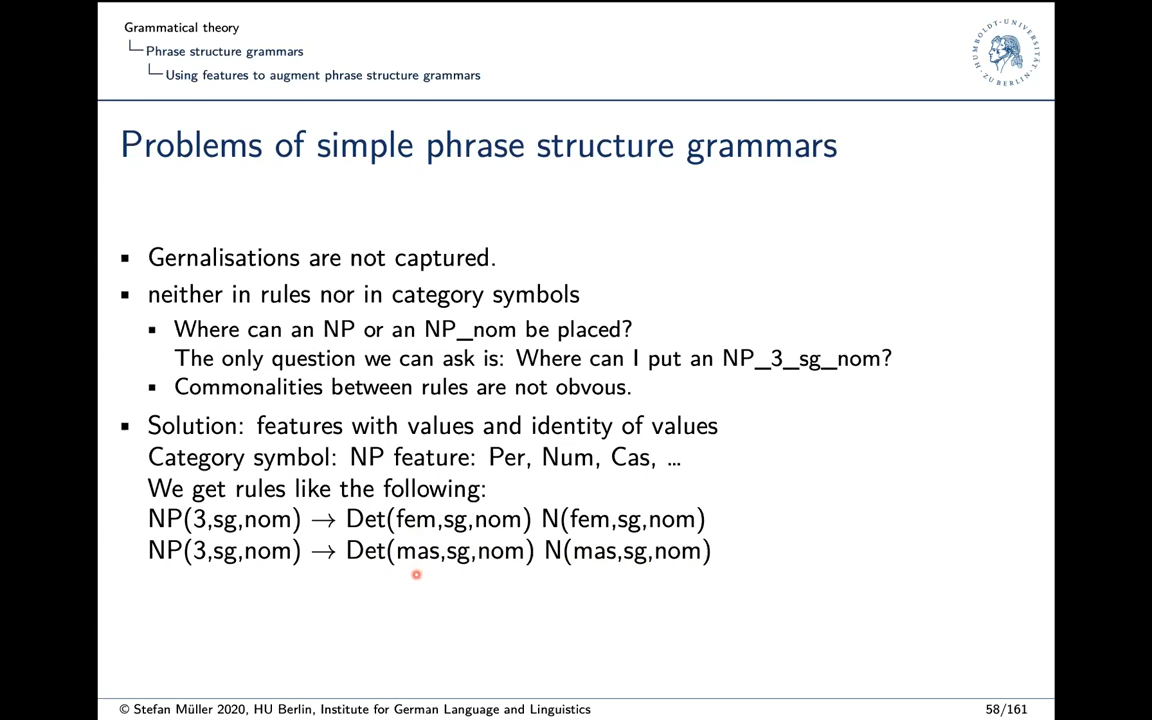 Grammatical theory
Phrase structure grammars
Using features to augment phrase structure grammars
HUMBOLDT-UNIVERSITÄT · ZU BERLIN ·
Problems of simple phrase structure grammars
▪ Gernalisations are not captured.
▪ neither in rules nor in category symbols
▪ Where can an NP or an NP_nom be placed?
The only question we can ask is: Where can I put an NP_3_sg_nom?
▪ Commonalities between rules are not obvous.
▪ Solution: features with values and identity of values
Category symbol: NP feature: Per, Num, Cas, …
We get rules like the following:
NP(3,sg,nom) → Det(fem,sg,nom) N(fem,sg,nom)
NP(3,sg,nom) → Det(mas,sg,nom) N(mas,sg,nom)
© Stefan Müller 2020, HU Berlin, Institute for German Language and Linguistics
58/161